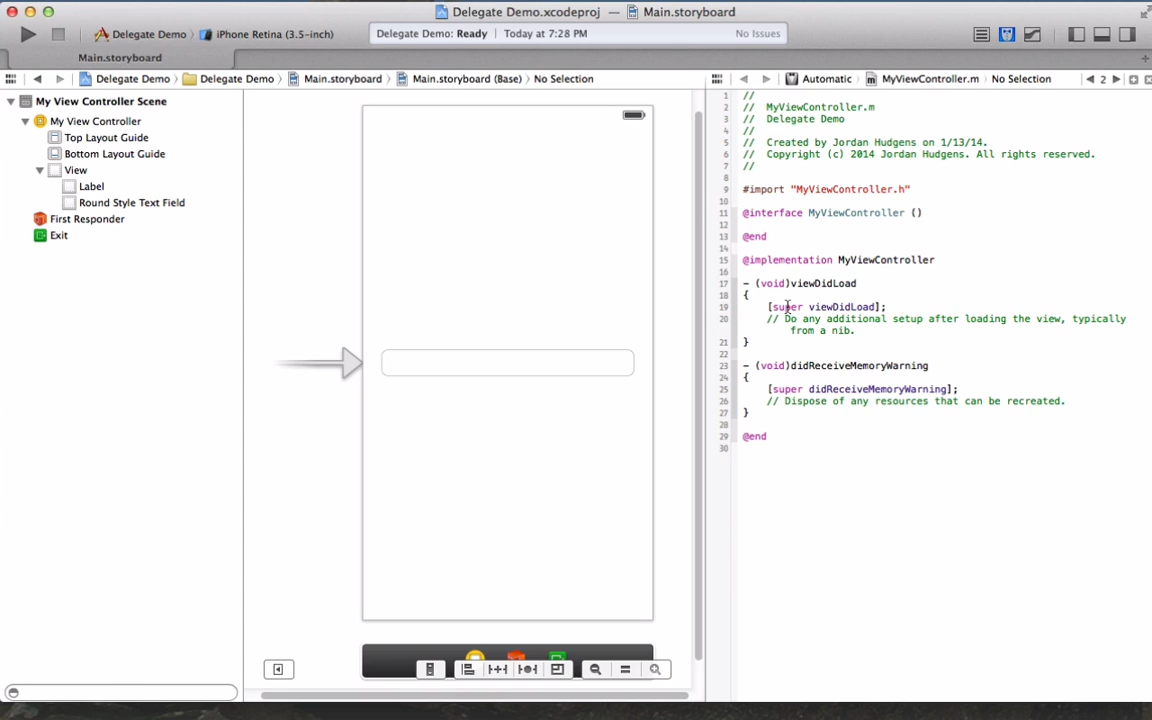 Delegate Demo.xcodeproj — Main.storyboard
Delegate Demo iPhone Retina (3.5-inch)
Delegate Demo: Ready Today at 7:28 PM No Issues
Main.storyboard
Delegate Demo Delegate Demo Main.storyboard Main.storyboard (Base) No Selection
Automatic MyViewController.m No Selection 2
My View Controller Scene
My View Controller
Top Layout Guide
Bottom Layout Guide
View
Label
Round Style Text Field
First Responder
Exit
1 //
2 // MyViewController.m
3 // Delegate Demo
4 //
5 // Created by Jordan Hudgens on 1/13/14.
6 // Copyright (c) 2014 Jordan Hudgens. All rights reserved.
7 //
8
9 #import "MyViewController.h"
10
11 @interface MyViewController ()
12
13 @end
14
15 @implementation MyViewController
16
17 - (void)viewDidLoad
18 {
19 [super viewDidLoad];
20 // Do any additional setup after loading the view, typically
from a nib.
21 }
22
23 - (void)didReceiveMemoryWarning
24 {
25 [super didReceiveMemoryWarning];
26 // Dispose of any resources that can be recreated.
27 }
28
29 @end
30